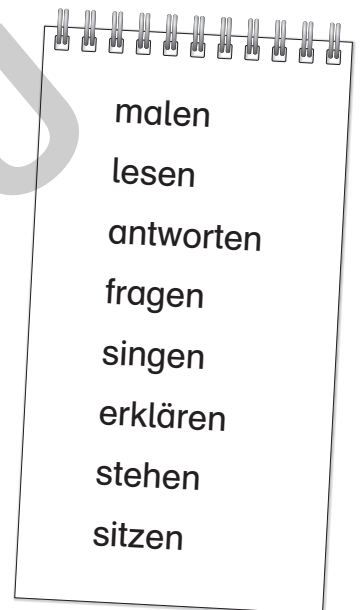 malen
lesen
antworten
fragen
singen
erklären
stehen
sitzen